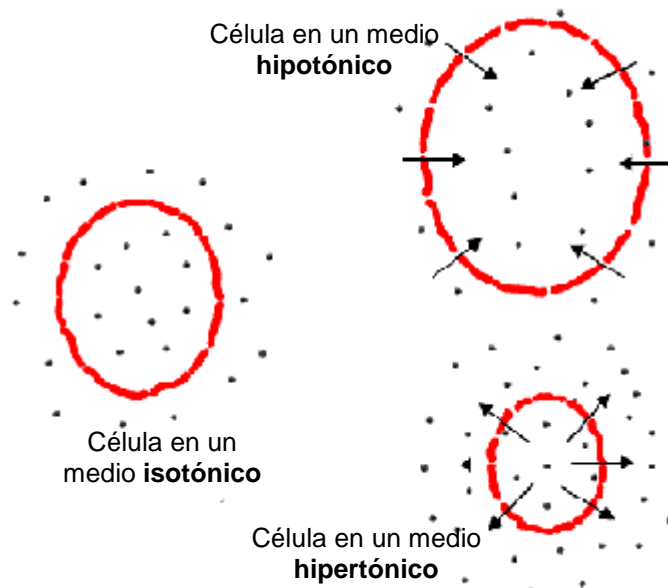 Célula en un medio
hipotónico
Célula en un
medio isotónico
Célula en un medio
hipertónico